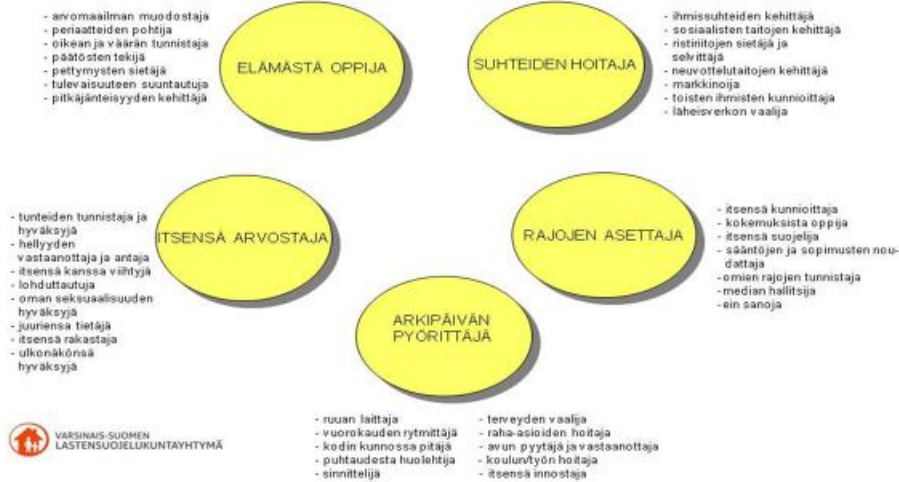 - arvomaailman muodostaja
- periaatteiden pohtija
- oikean ja väärän tunnistaja
- päätösten tekijä
- pettymysten sietäjä
- tulevaisuuteen suuntautuja
- pitkäjänteisyyden kehittäjä
ELÄMÄSTÄ OPPIJA
SUHTEIDEN HOITAJA
- ihmissuhteiden kehittäjä
- sosiaalisten taitojen kehittäjä
- ristiriitojen sietäjä ja
selvittäjä
- neuvottelutaitojen kehittäjä
- markkinoija
- toisten ihmisten kunnioittaja
- läheisverkon vaalija
- tunteiden tunnistaja ja
hyväksyjä
- hellyyden
vastaanottaja ja antaja
- itsensä kanssa viihtyjä
- lohduttautuja
- oman seksuaalisuuden
hyväksyjä
- juuriensa tietäjä
- itsensä rakastaja
- ulkonäkönsä
hyväksyjä
ITSENSÄ ARVOSTAJA
RAJOJEN ASETTAJA
- itsensä kunnioittaja
- kokemuksista oppija
- itsensä suojelija
- sääntöjen ja sopimusten nou-
dattaja
- omien rajojen tunnistaja
- median hallitsija
- ein sanoja
ARKIPÄIVÄN
PYÖRITTÄJÄ
- ruuan laittaja
- vuorokauden rytmittäjä
- kodin kunnossa pitäjä
- puhtaudesta huolehtija
- sinnittelijä
- terveyden vaalija
- raha-asioiden hoitaja
- avun pyytäjä ja vastaanottaja
- koulun/työn hoitaja
- itsensä innostaja
VARSINAIS-SUOMEN
LASTENSUOJELUKUNTAYHTYMÄ